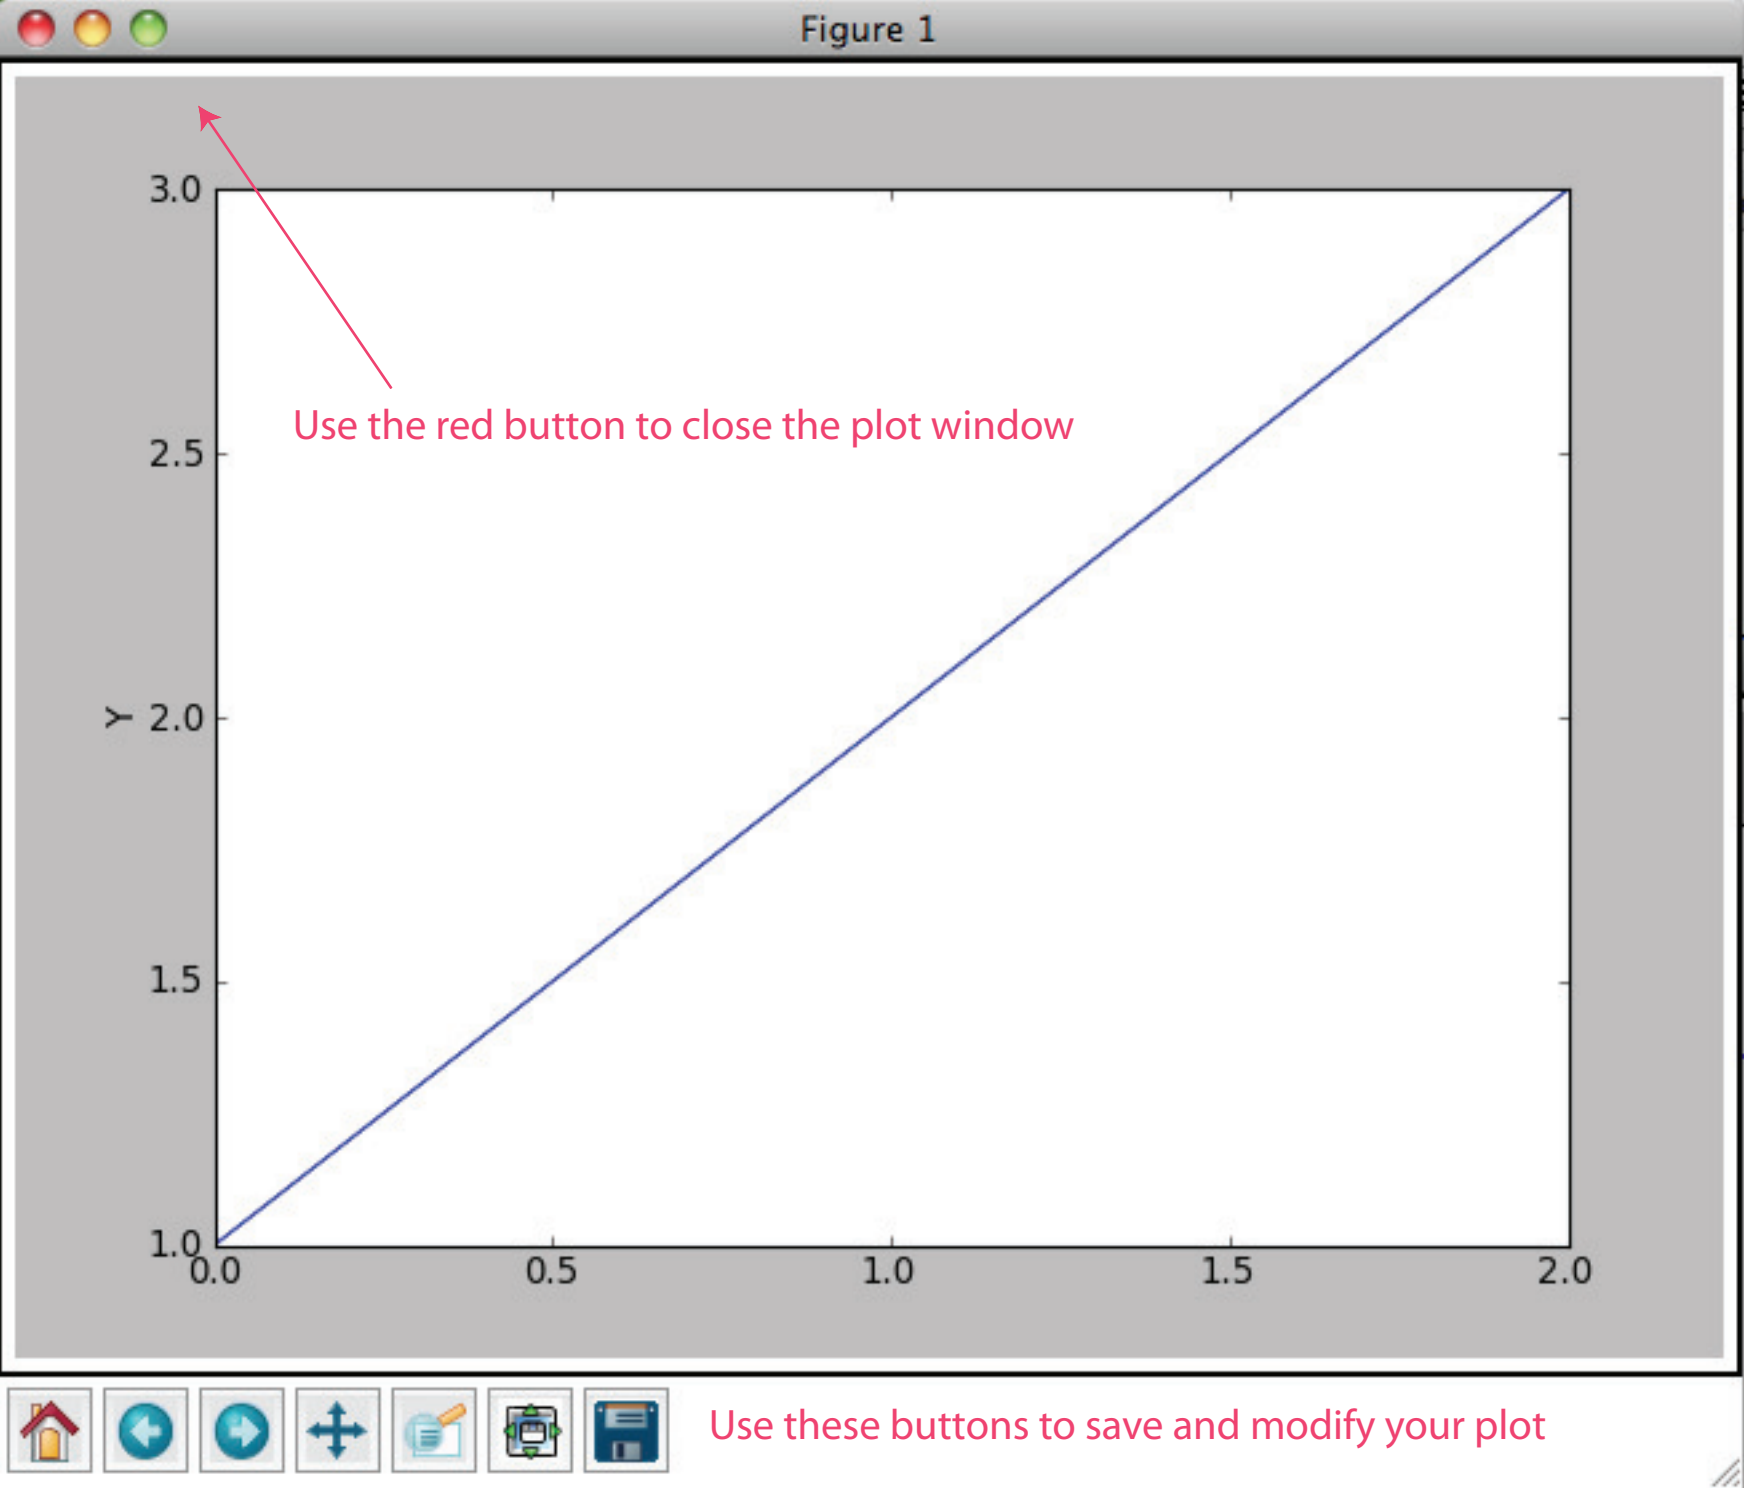 Figure 1
3.0
Use the red button to close the plot window
2.5
Y 2.0
1.5
1.0
0.0 0.5 1.0 1.5 2.0
Use these buttons to save and modify your plot